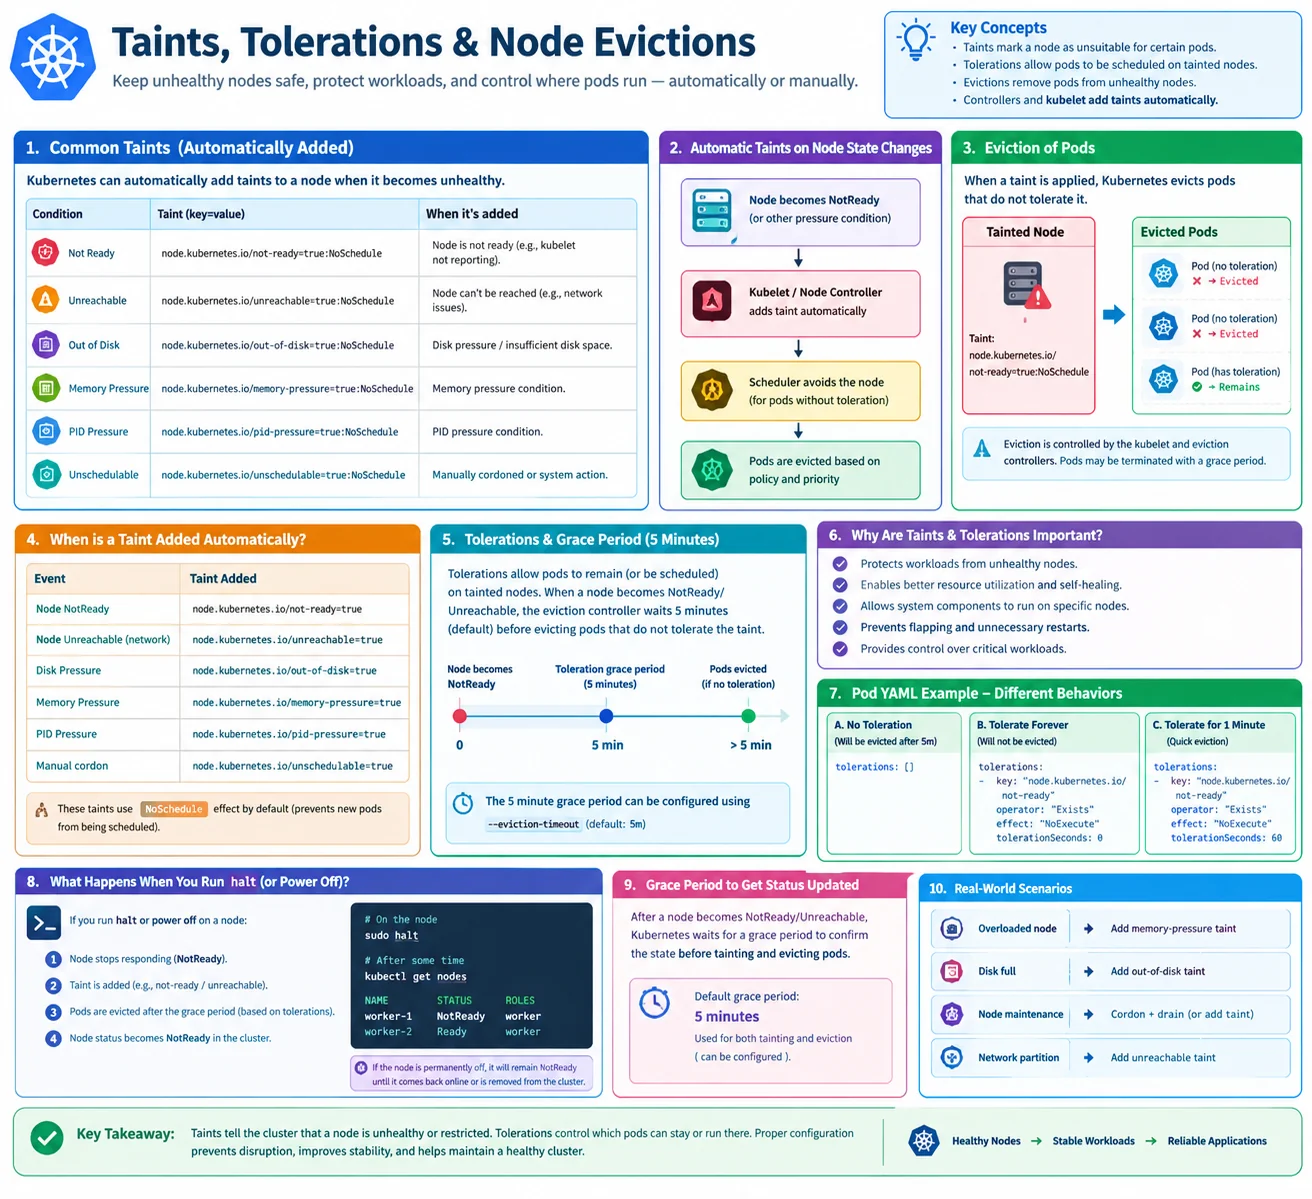 Taints, Tolerations & Node Evictions
Keep unhealthy nodes safe, protect workloads, and control where pods run — automatically or manually.
Key Concepts
• Taints mark a node as unsuitable for certain pods.
• Tolerations allow pods to be scheduled on tainted nodes.
• Evictions remove pods from unhealthy nodes.
• Controllers and kubelet add taints automatically.
1. Common Taints (Automatically Added)
Kubernetes can automatically add taints to a node when it becomes unhealthy.
Condition Taint (key=value) When it's added
Not Ready node.kubernetes.io/not-ready=true:NoSchedule Node is not ready (e.g., kubelet
not reporting).
Unreachable node.kubernetes.io/unreachable=true:NoSchedule Node can't be reached (e.g., network
issues).
Out of Disk node.kubernetes.io/out-of-disk=true:NoSchedule Disk pressure / insufficient disk space.
Memory Pressure node.kubernetes.io/memory-pressure=true:NoSchedule Memory pressure condition.
PID Pressure node.kubernetes.io/pid-pressure=true:NoSchedule PID pressure condition.
Unschedulable node.kubernetes.io/unschedulable=true:NoSchedule Manually cordoned or system action.
2. Automatic Taints on Node State Changes
Node becomes NotReady
(or other pressure condition)
Kubelet / Node Controller
adds taint automatically
Scheduler avoids the node
(for pods without toleration)
Pods are evicted based on
policy and priority
3. Eviction of Pods
When a taint is applied, Kubernetes evicts pods
that do not tolerate it.
Tainted Node
Taint:
node.kubernetes.io/
not-ready=true:NoSchedule
Evicted Pods
Pod (no toleration)
✕ → Evicted
Pod (no toleration)
✕ → Evicted
Pod (has toleration)
→ Remains
Eviction is controlled by the kubelet and eviction
controllers. Pods may be terminated with a grace period.
4. When is a Taint Added Automatically?
Event Taint Added
Node NotReady node.kubernetes.io/not-ready=true
Node Unreachable (network) node.kubernetes.io/unreachable=true
Disk Pressure node.kubernetes.io/out-of-disk=true
Memory Pressure node.kubernetes.io/memory-pressure=true
PID Pressure node.kubernetes.io/pid-pressure=true
Manual cordon node.kubernetes.io/unschedulable=true
These taints use NoSchedule effect by default (prevents new pods
from being scheduled).
5. Tolerations & Grace Period (5 Minutes)
Tolerations allow pods to remain (or be scheduled)
on tainted nodes. When a node becomes NotReady/
Unreachable, the eviction controller waits 5 minutes
(default) before evicting pods that do not tolerate the taint.
Node becomes
NotReady
Toleration grace period
(5 minutes)
Pods evicted
(if no toleration)
0 5 min > 5 min
The 5 minute grace period can be configured using
--eviction-timeout (default: 5m)
6. Why Are Taints & Tolerations Important?
Protects workloads from unhealthy nodes.
Enables better resource utilization and self-healing.
Allows system components to run on specific nodes.
Prevents flapping and unnecessary restarts.
Provides control over critical workloads.
7. Pod YAML Example – Different Behaviors
A. No Toleration
(Will be evicted after 5m)
tolerations: []
B. Tolerate Forever
(Will not be evicted)
tolerations:
- key: "node.kubernetes.io/
not-ready"
operator: "Exists"
effect: "NoExecute"
tolerationSeconds: 0
C. Tolerate for 1 Minute
(Quick eviction)
tolerations:
- key: "node.kubernetes.io/
not-ready"
operator: "Exists"
effect: "NoExecute"
tolerationSeconds: 60
8. What Happens When You Run halt (or Power Off)?
If you run halt or power off on a node:
1 Node stops responding (NotReady).
2 Taint is added (e.g., not-ready / unreachable).
3 Pods are evicted after the grace period (based on tolerations).
4 Node status becomes NotReady in the cluster.
# On the node
sudo halt
# After some time
kubectl get nodes
NAME STATUS ROLES
worker-1 NotReady worker
worker-2 Ready worker
If the node is permanently off, it will remain NotReady
until it comes back online or is removed from the cluster.
9. Grace Period to Get Status Updated
After a node becomes NotReady/Unreachable,
Kubernetes waits for a grace period to confirm
the state before tainting and evicting pods.
Default grace period:
5 minutes
Used for both tainting and eviction
( can be configured ).
10. Real-World Scenarios
Overloaded node → Add memory-pressure taint
Disk full → Add out-of-disk taint
Node maintenance → Cordon + drain (or add taint)
Network partition → Add unreachable taint
Key Takeaway: Taints tell the cluster that a node is unhealthy or restricted. Tolerations control which pods can stay or run there. Proper configuration
prevents disruption, improves stability, and helps maintain a healthy cluster.
Healthy Nodes → Stable Workloads → Reliable Applications